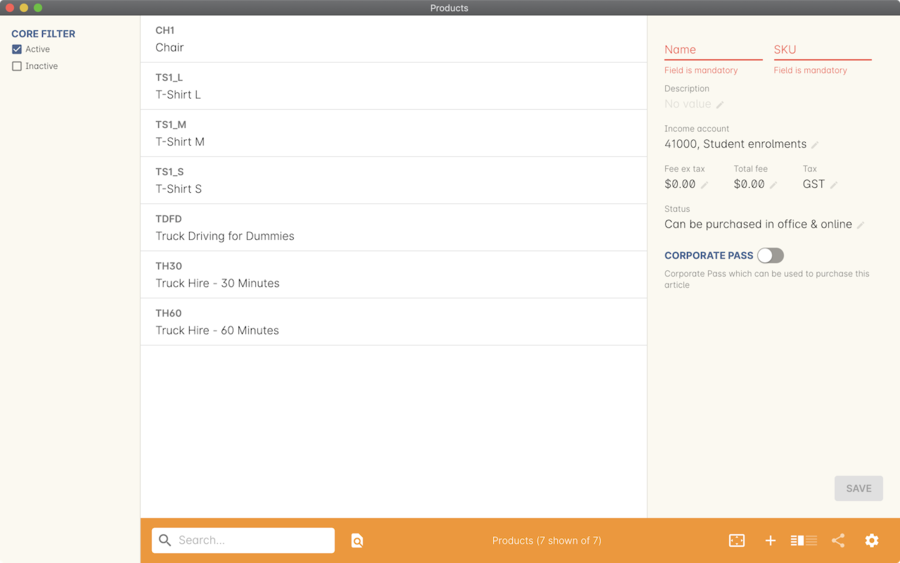 Products
CORE FILTER
Active
Inactive
CH1
Chair
TS1_L
T-Shirt L
TS1_M
T-Shirt M
TS1_S
T-Shirt S
TDFD
Truck Driving for Dummies
TH30
Truck Hire - 30 Minutes
TH60
Truck Hire - 60 Minutes
Name SKU
Field is mandatory Field is mandatory
Description
No value
Income account
41000, Student enrolments
Fee ex tax Total fee Tax
$0.00 $0.00 GST
Status
Can be purchased in office & online
CORPORATE PASS
Corporate Pass which can be used to purchase this
article
SAVE
Search...
Products (7 shown of 7)